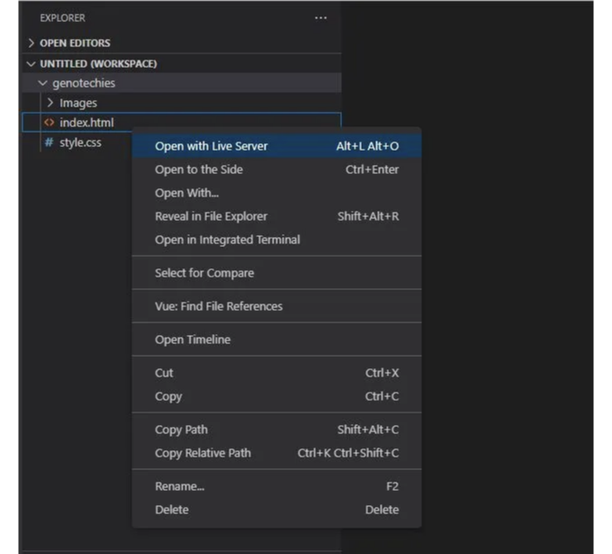 EXPLORER ···
OPEN EDITORS
UNTITLED (WORKSPACE)
genotechies
Images
<> index.html
# style.css
Open with Live Server Alt+L Alt+O
Open to the Side Ctrl+Enter
Open With...
Reveal in File Explorer Shift+Alt+R
Open in Integrated Terminal
Select for Compare
Vue: Find File References
Open Timeline
Cut Ctrl+X
Copy Ctrl+C
Copy Path Shift+Alt+C
Copy Relative Path Ctrl+K Ctrl+Shift+C
Rename... F2
Delete Delete